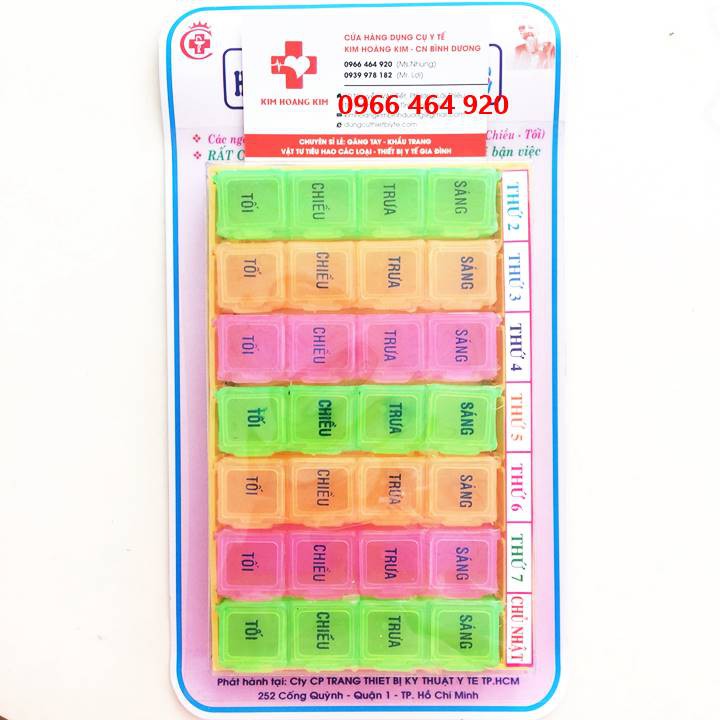 CỬA HÀNG DỤNG CỤ Y TẾ
KIM HOÀNG KIM - CN BÌNH DƯƠNG
0966 464 920 (Ms.Nhung)
0939 978 182 (Mr. Lợi)
KIM HOANG KIM
0966 464 920
CHUYÊN SỈ LẺ: GĂNG TAY - KHẨU TRANG
VẬT TƯ TIÊU HAO CÁC LOẠI - THIẾT BỊ Y TẾ GIA ĐÌNH
Chiều - Tối)
RẤT
bận việc
TỐI CHIỀU TRƯA SÁNG THỨ 2
TỐI CHIỀU TRƯA SÁNG THỨ 3
TỐI CHIỀU TRƯA SÁNG THỨ 4
TỐI CHIỀU TRƯA SÁNG THỨ 5
TỐI CHIỀU TRƯA SÁNG THỨ 6
TỐI CHIỀU TRƯA SÁNG THỨ 7
TỐI CHIỀU TRƯA SÁNG CHỦ NHẬT
Phát hành tại: Cty CP TRANG THIẾT BỊ KỸ THUẬT Y TẾ TP.HCM
252 Cống Quỳnh - Quận 1 - TP. Hồ Chí Minh